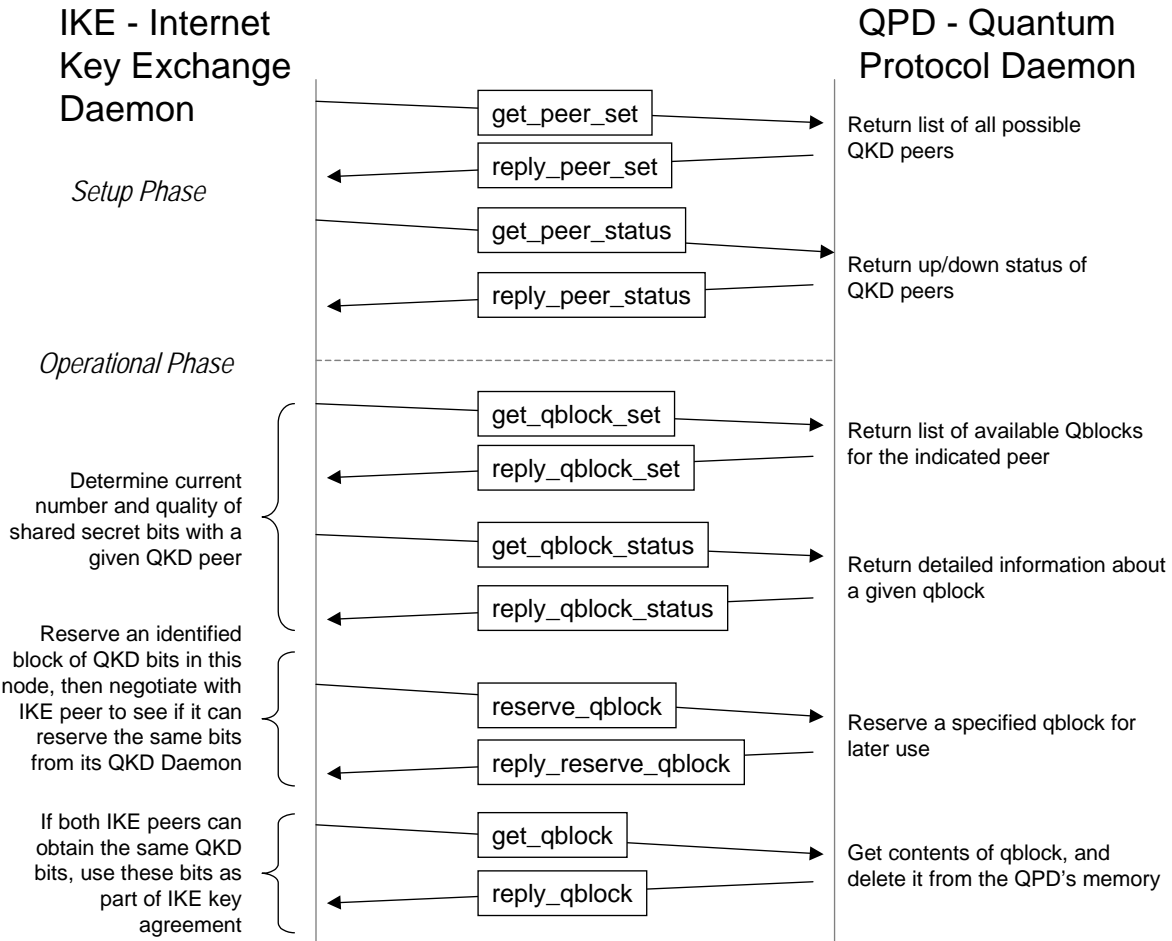 IKE - Internet
Key Exchange
Daemon
QPD - Quantum
Protocol Daemon
get_peer_set
Return list of all possible
QKD peers
reply_peer_set
Setup Phase
get_peer_status
Return up/down status of
QKD peers
reply_peer_status
Operational Phase
get_qblock_set
Return list of available Qblocks
for the indicated peer
reply_qblock_set
Determine current
number and quality of
shared secret bits with a
given QKD peer
get_qblock_status
Return detailed information about
a given qblock
reply_qblock_status
Reserve an identified
block of QKD bits in this
node, then negotiate with
IKE peer to see if it can
reserve the same bits
from its QKD Daemon
reserve_qblock
Reserve a specified qblock for
later use
reply_reserve_qblock
If both IKE peers can
obtain the same QKD
bits, use these bits as
part of IKE key
agreement
get_qblock
Get contents of qblock, and
delete it from the QPD's memory
reply_qblock